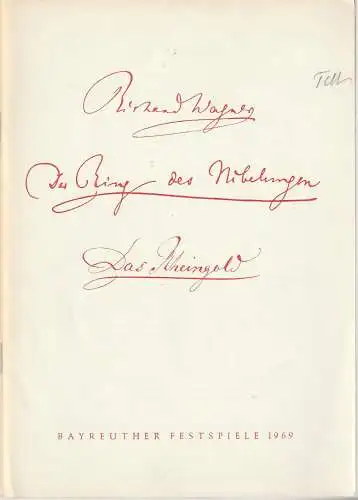 Richard Wagner
Der Ring des Nibelungen
Das Rheingold
BAYREUTHER FESTSPIELE 1969